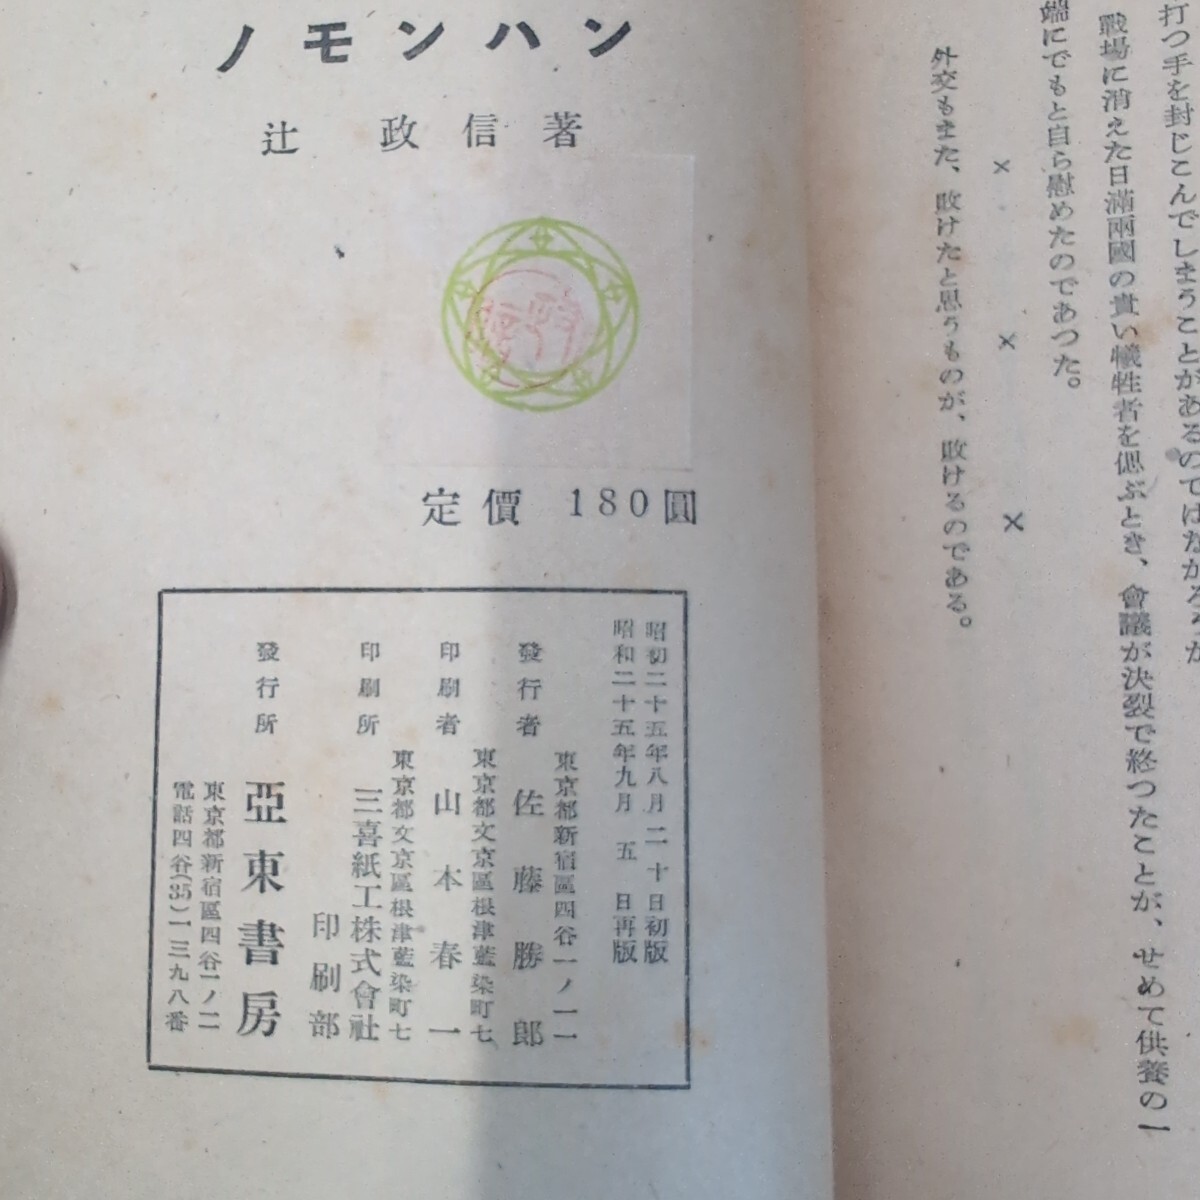 打つ手を封じこんでしまうことがあるのではなかろうか
戰場に消えた日滿兩國の貴い犧牲者を偲ぶとき、會議が決裂で終つたことが、せめて供養の一
端にでもと自ら慰めたのであつた。
× × ×
外交もまた、敗けたと思うものが、敗けるのである。
ノモンハン
辻 政信 著
定價 180圓
昭初二十五年八月二十日初版
昭和二十五年九月 五 日再版
東京都新宿區四谷一ノ一一
發行者 佐藤勝郎
東京都文京區根津藍染町七
印刷者 山本春一
東京都文京區根津藍染町七
印刷所 三喜紙工株式會社
印刷部
發行所 亞東書房
東京都新宿區四谷一ノ一一
電話四谷(35)一三九八番